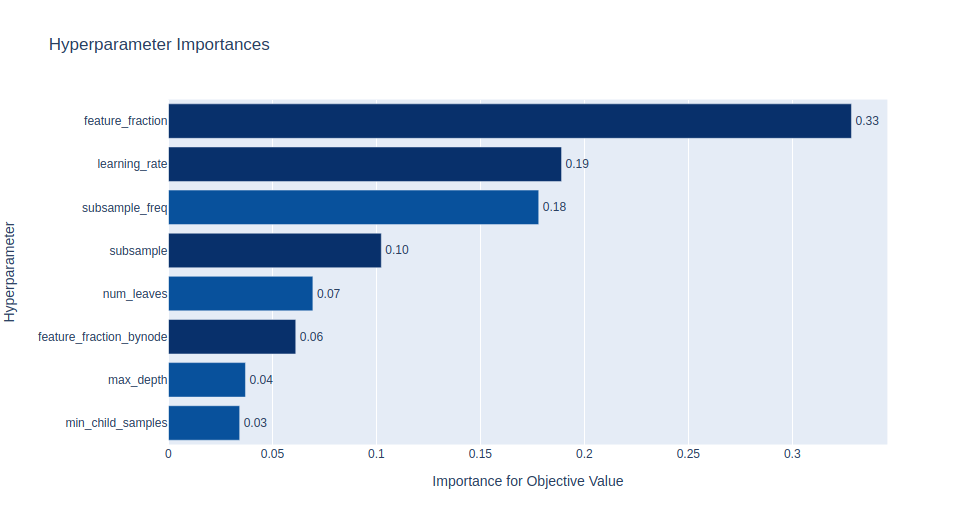 Hyperparameter Importances
Hyperparameter
feature_fraction 0.33
learning_rate 0.19
subsample_freq 0.18
subsample 0.10
num_leaves 0.07
feature_fraction_bynode 0.06
max_depth 0.04
min_child_samples 0.03
0 0.05 0.1 0.15 0.2 0.25 0.3
Importance for Objective Value